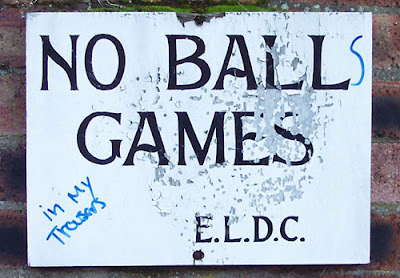 NO BALLS
GAMES
in My
Trousers
E.L.D.C.